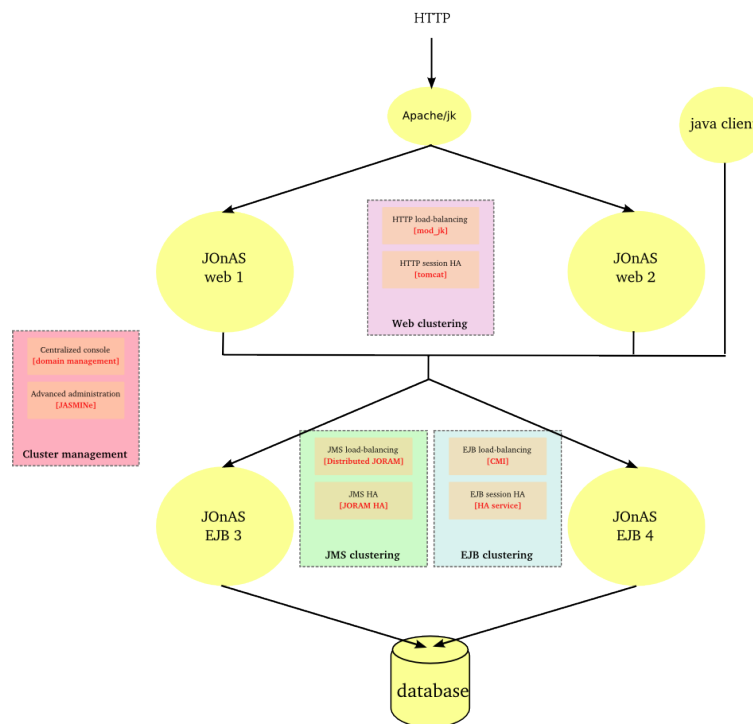 HTTP
Apache/jk
java client
HTTP load-balancing
[mod_jk]
HTTP session HA
[tomcat]
Web clustering
JOnAS
web 1
JOnAS
web 2
Centralized console
[domain management]
Advanced administration
[JASMINe]
Cluster management
JMS load-balancing
[Distributed JORAM]
JMS HA
[JORAM HA]
JMS clustering
EJB load-balancing
[CMI]
EJB session HA
[HA service]
EJB clustering
JOnAS
EJB 3
JOnAS
EJB 4
database